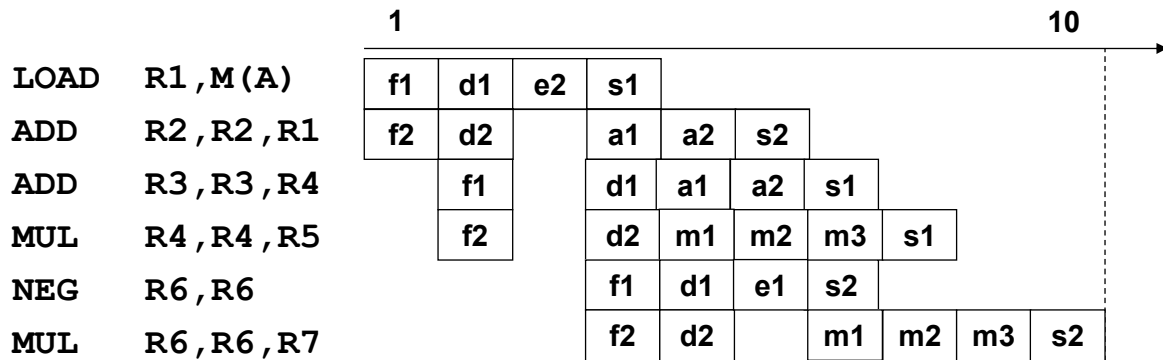 1 10
LOAD R1,M(A) f1 d1 e2 s1
ADD R2,R2,R1 f2 d2 a1 a2 s2
ADD R3,R3,R4 f1 d1 a1 a2 s1
MUL R4,R4,R5 f2 d2 m1 m2 m3 s1
NEG R6,R6 f1 d1 e1 s2
MUL R6,R6,R7 f2 d2 m1 m2 m3 s2